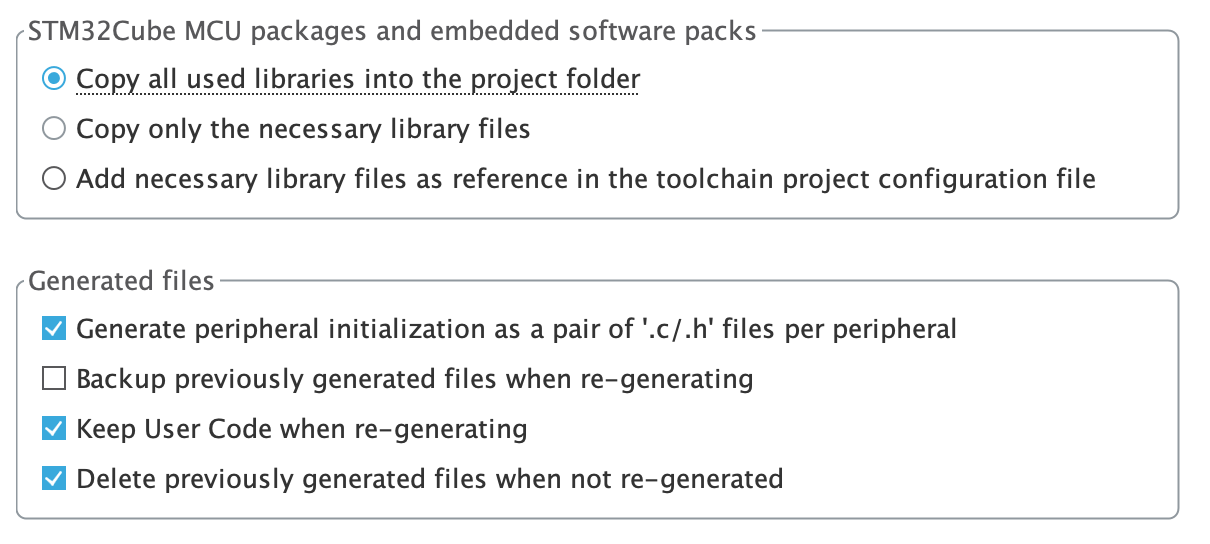 STM32Cube MCU packages and embedded software packs
Copy all used libraries into the project folder
Copy only the necessary library files
Add necessary library files as reference in the toolchain project configuration file
Generated files
Generate peripheral initialization as a pair of '.c/.h' files per peripheral
Backup previously generated files when re-generating
Keep User Code when re-generating
Delete previously generated files when not re-generated